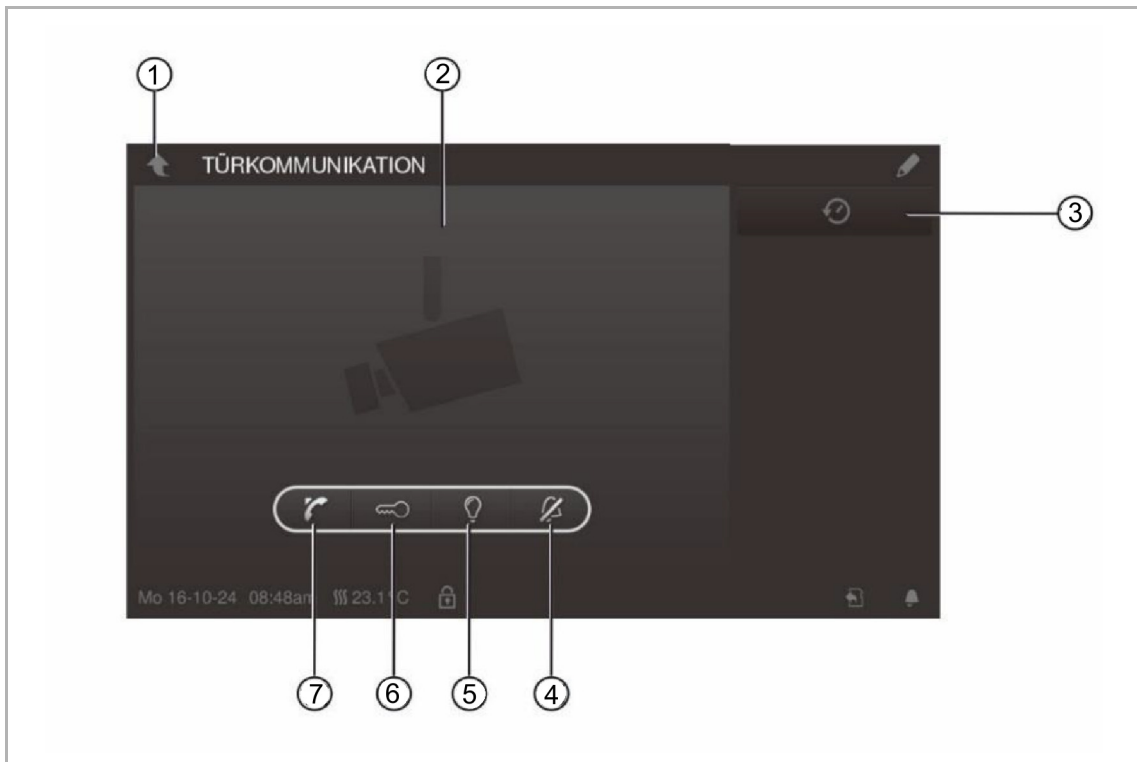 ① ②
TÜRKOMMUNIKATION
③
Mo 16-10-24 08:48am 23.1°C
⑦ ⑥ ⑤ ④